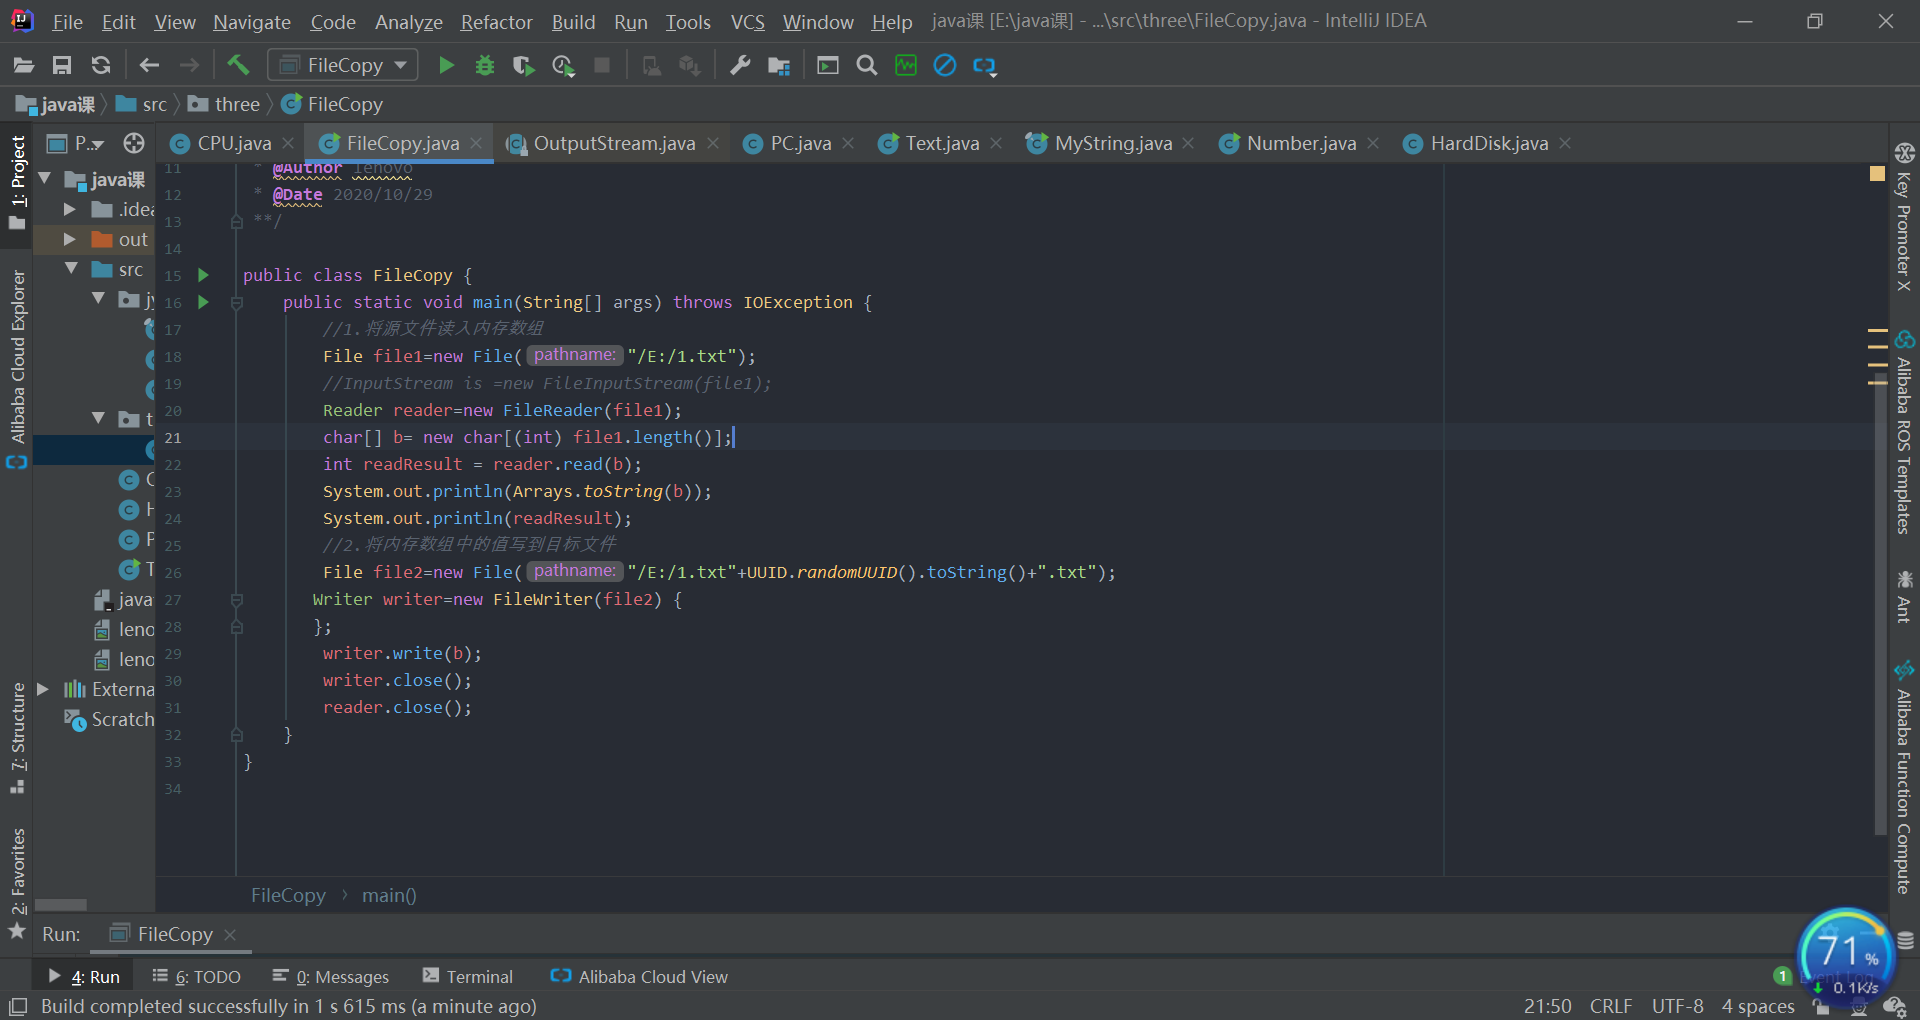 File Edit View Navigate Code Analyze Refactor Build Run Tools VCS Window Help java课 [E:\java课] - ...\src\three\FileCopy.java - IntelliJ IDEA
FileCopy
java课 src three FileCopy
P... CPU.java FileCopy.java OutputStream.java PC.java Text.java MyString.java Number.java HardDisk.java
1: Project
Alibaba Cloud Explorer
7: Structure
2: Favorites
java课
.idea
out
src
java
leno
leno
Externa
Scratch
11 * @Author lenovo
12 * @Date 2020/10/29
13 **/
14
15 public class FileCopy {
16 public static void main(String[] args) throws IOException {
17 //1.将源文件读入内存数组
18 File file1=new File( pathname: "/E:/1.txt");
19 //InputStream is =new FileInputStream(file1);
20 Reader reader=new FileReader(file1);
21 char[] b= new char[(int) file1.length()];
22 int readResult = reader.read(b);
23 System.out.println(Arrays.toString(b));
24 System.out.println(readResult);
25 //2.将内存数组中的值写到目标文件
26 File file2=new File( pathname: "/E:/1.txt"+UUID.randomUUID().toString()+".txt");
27 Writer writer=new FileWriter(file2) {
28 };
29 writer.write(b);
30 writer.close();
31 reader.close();
32 }
33 }
34
Key Promoter X
Alibaba ROS Templates
Ant
Alibaba Function Compute
FileCopy › main()
Run: FileCopy
4: Run 6: TODO 0: Messages Terminal Alibaba Cloud View 1
71%
0.1K/s
Build completed successfully in 1 s 615 ms (a minute ago) 21:50 CRLF UTF-8 4 spaces